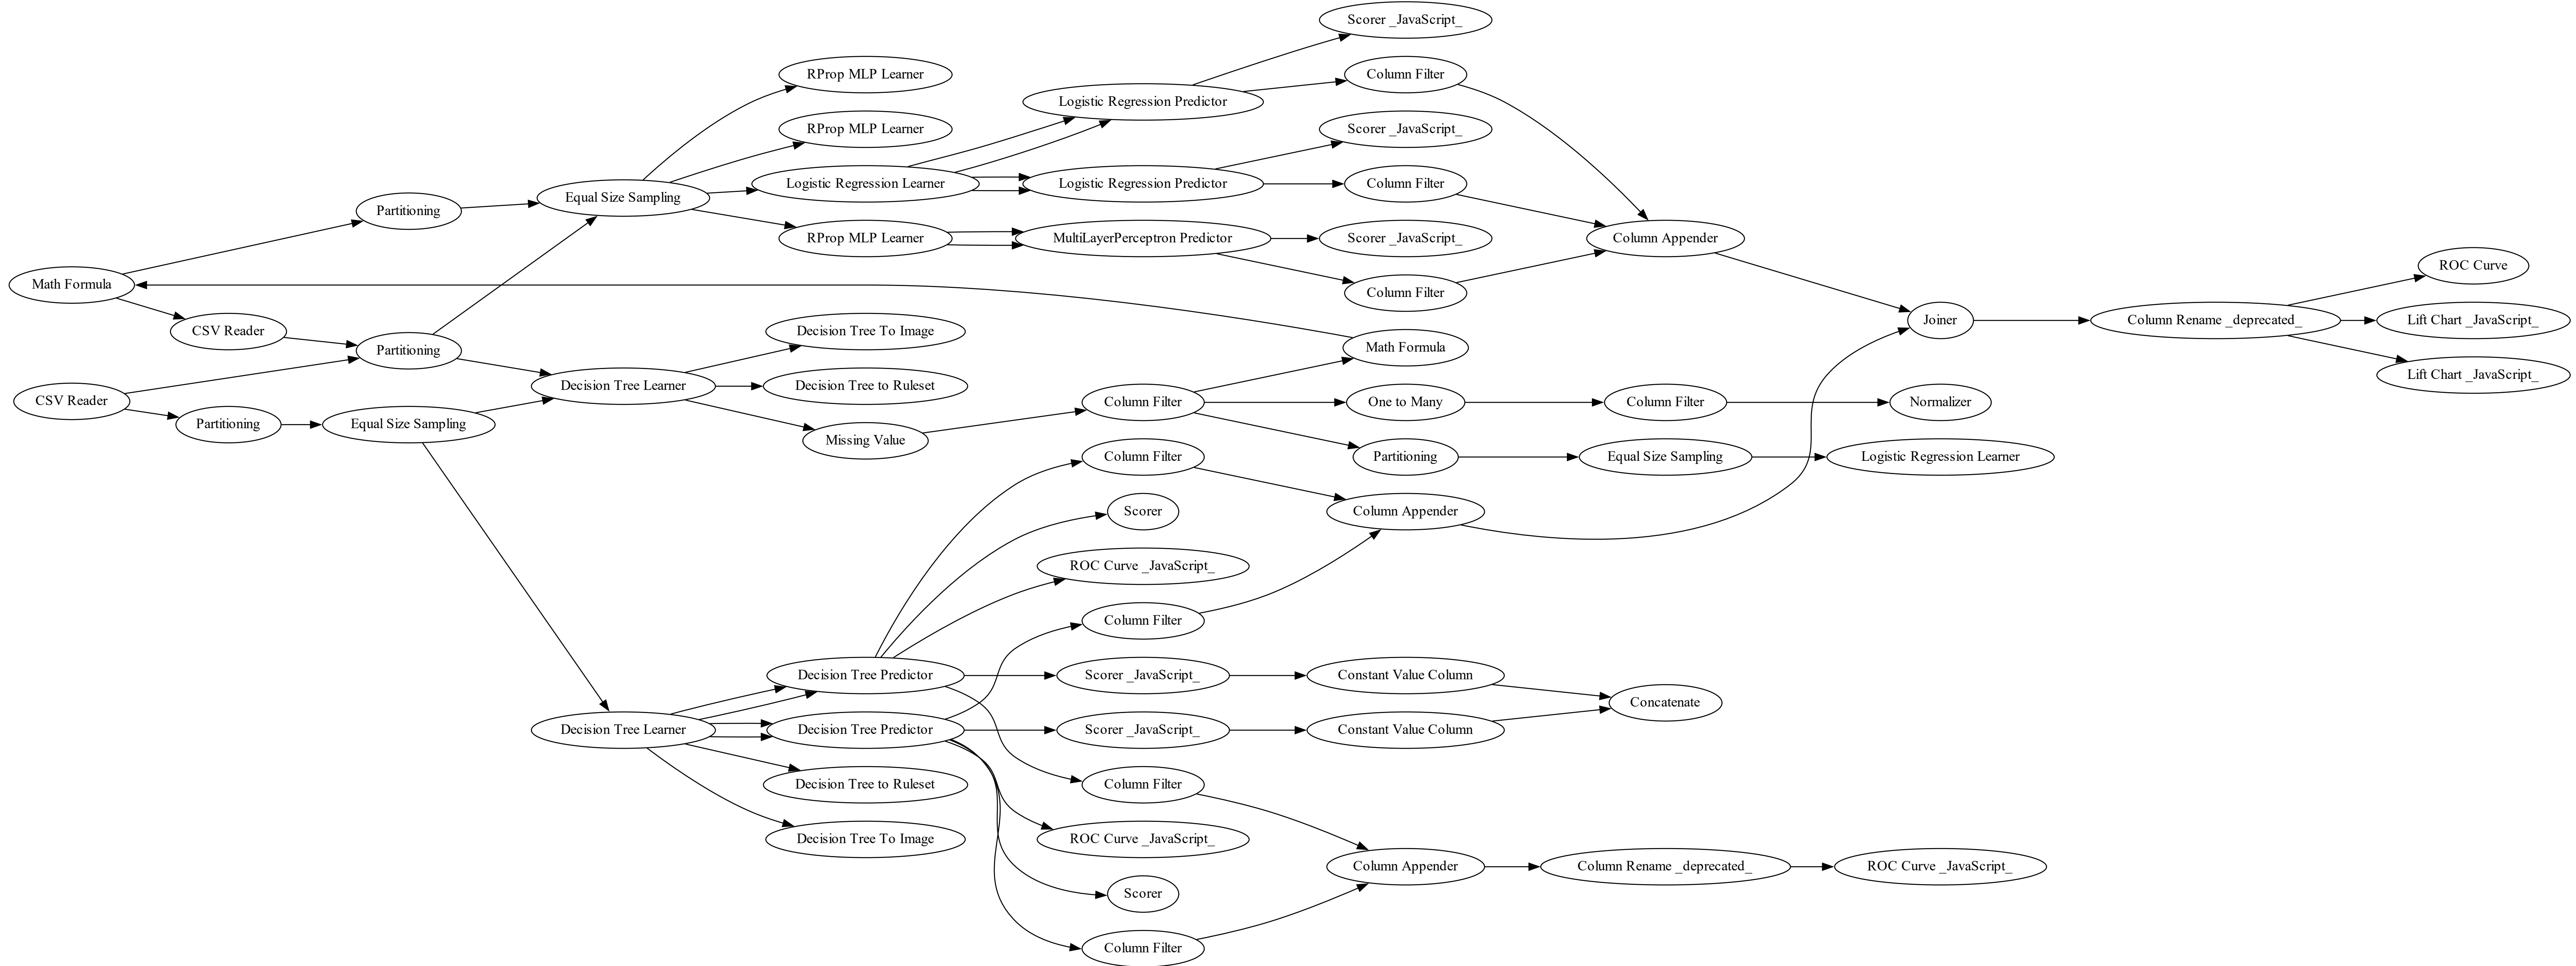 Scorer _JavaScript_
RProp MLP Learner
Column Filter
Logistic Regression Predictor
RProp MLP Learner
Scorer _JavaScript_
Logistic Regression Learner
Logistic Regression Predictor
Column Filter
Partitioning
Equal Size Sampling
RProp MLP Learner
MultiLayerPerceptron Predictor
Scorer _JavaScript_
Column Appender
ROC Curve
Math Formula
Column Filter
CSV Reader
Decision Tree To Image
Joiner
Column Rename _deprecated_
Lift Chart _JavaScript_
Partitioning
Math Formula
Lift Chart _JavaScript_
Decision Tree Learner
Decision Tree to Ruleset
CSV Reader
Column Filter
One to Many
Column Filter
Normalizer
Partitioning
Equal Size Sampling
Missing Value
Column Filter
Partitioning
Equal Size Sampling
Logistic Regression Learner
Scorer
Column Appender
ROC Curve _JavaScript_
Column Filter
Decision Tree Predictor
Scorer _JavaScript_
Constant Value Column
Concatenate
Decision Tree Learner
Decision Tree Predictor
Scorer _JavaScript_
Constant Value Column
Decision Tree to Ruleset
Column Filter
Decision Tree To Image
ROC Curve _JavaScript_
Column Appender
Column Rename _deprecated_
ROC Curve _JavaScript_
Scorer
Column Filter